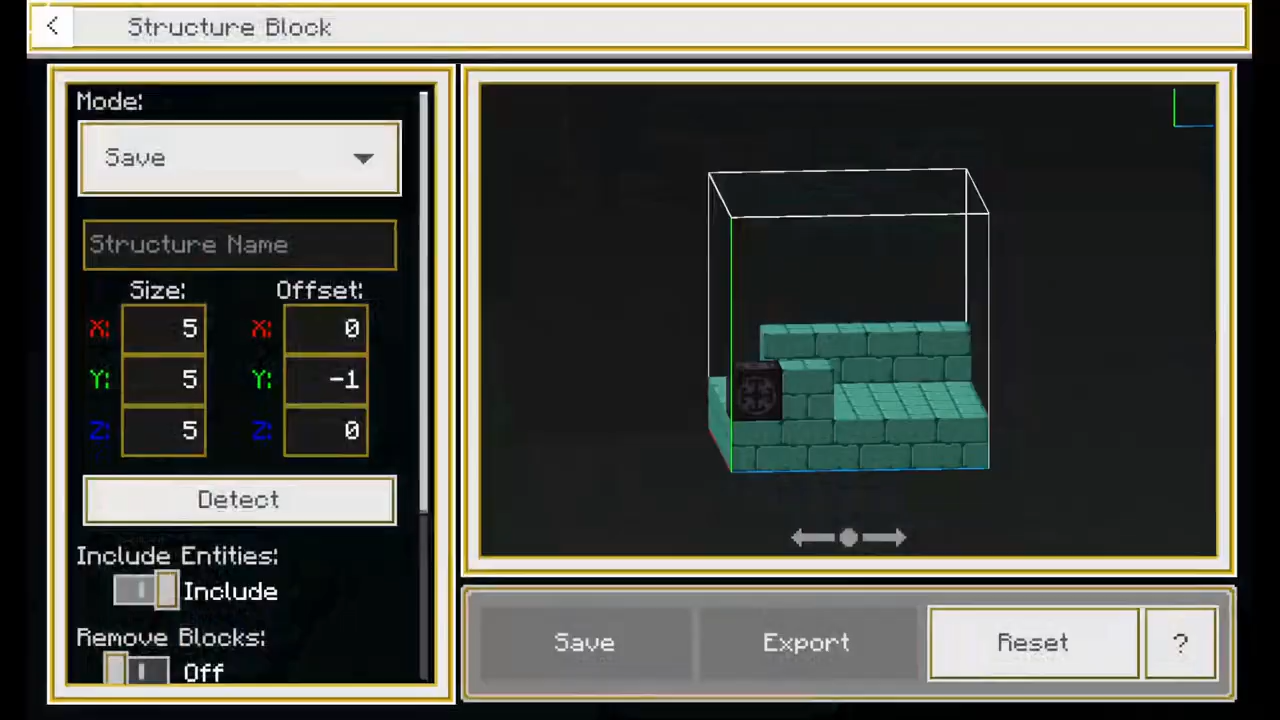 Structure Block
Mode:
Save
Structure Name
Size: Offset:
X: 5 X: 0
Y: 5 Y: -1
Z: 5 Z: 0
Detect
Include Entities:
Include
Remove Blocks:
Off
Save Export Reset ?